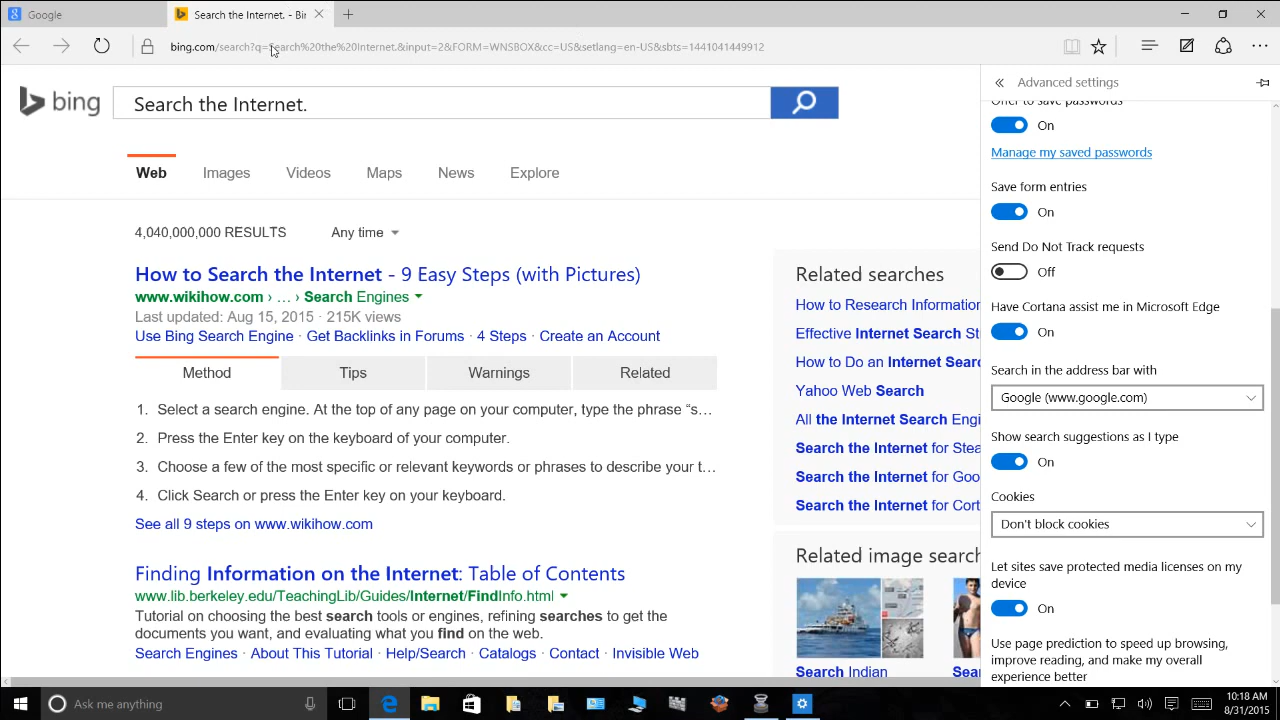 Google
Search the Internet. - Bir
bing.com/search?q=Search%20the%20Internet.&input=2&FORM=WNSBOX&cc=US&setlang=en-US&sbts=1441041449912
bing
Search the Internet.
Web
Images
Videos
Maps
News
Explore
4,040,000,000 RESULTS
Any time
How to Search the Internet - 9 Easy Steps (with Pictures)
www.wikihow.com › … › Search Engines
Last updated: Aug 15, 2015 · 215K views
Use Bing Search Engine · Get Backlinks in Forums · 4 Steps · Create an Account
Method
Tips
Warnings
Related
1. Select a search engine. At the top of any page on your computer, type the phrase “s…
2. Press the Enter key on the keyboard of your computer.
3. Choose a few of the most specific or relevant keywords or phrases to describe your t…
4. Click Search or press the Enter key on your keyboard.
See all 9 steps on www.wikihow.com
Finding Information on the Internet: Table of Contents
www.lib.berkeley.edu/TeachingLib/Guides/Internet/FindInfo.html
Tutorial on choosing the best search tools or engines, refining searches to get the
documents you want, and evaluating what you find on the web.
Search Engines · About This Tutorial · Help/Search · Catalogs · Contact · Invisible Web
Related searches
How to Research Information
Effective Internet Search St
How to Do an Internet Searc
Yahoo Web Search
All the Internet Search Engi
Search the Internet for Stea
Search the Internet for Goo
Search the Internet for Cort
Related image search
Search Indian
Sea
Advanced settings
Offer to save passwords
On
Manage my saved passwords
Save form entries
On
Send Do Not Track requests
Off
Have Cortana assist me in Microsoft Edge
On
Search in the address bar with
Google (www.google.com)
Show search suggestions as I type
On
Cookies
Don't block cookies
Let sites save protected media licenses on my
device
On
Use page prediction to speed up browsing,
improve reading, and make my overall
experience better
Ask me anything
10:18 AM
8/31/2015